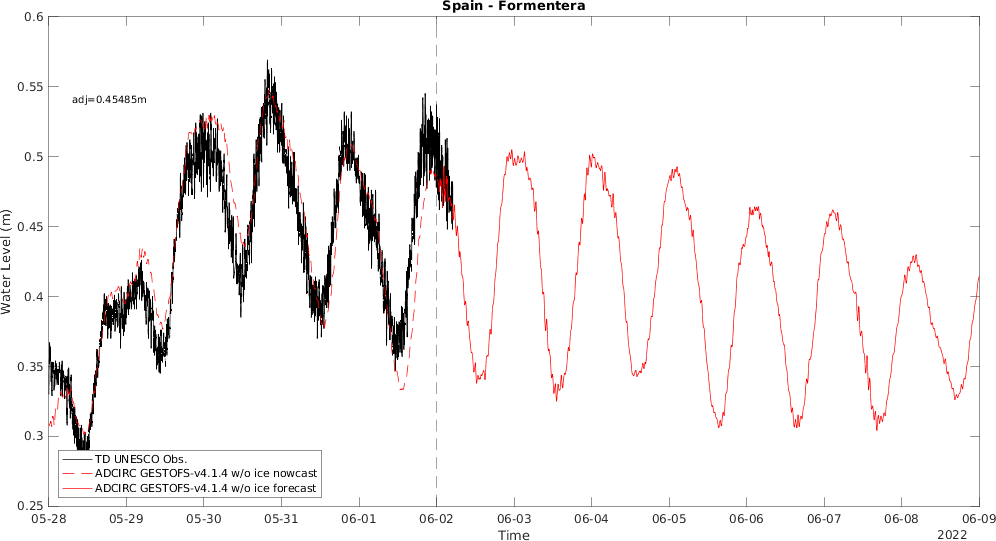 Spain - Formentera
0.6
0.55
adj=0.45485m
0.5
0.45
Water Level (m)
0.4
0.35
0.3
TD UNESCO Obs.
ADCIRC GESTOFS-v4.1.4 w/o ice nowcast
ADCIRC GESTOFS-v4.1.4 w/o ice forecast
0.25
05-28 05-29 05-30 05-31 06-01 06-02 06-03 06-04 06-05 06-06 06-07 06-08 06-09
Time
2022